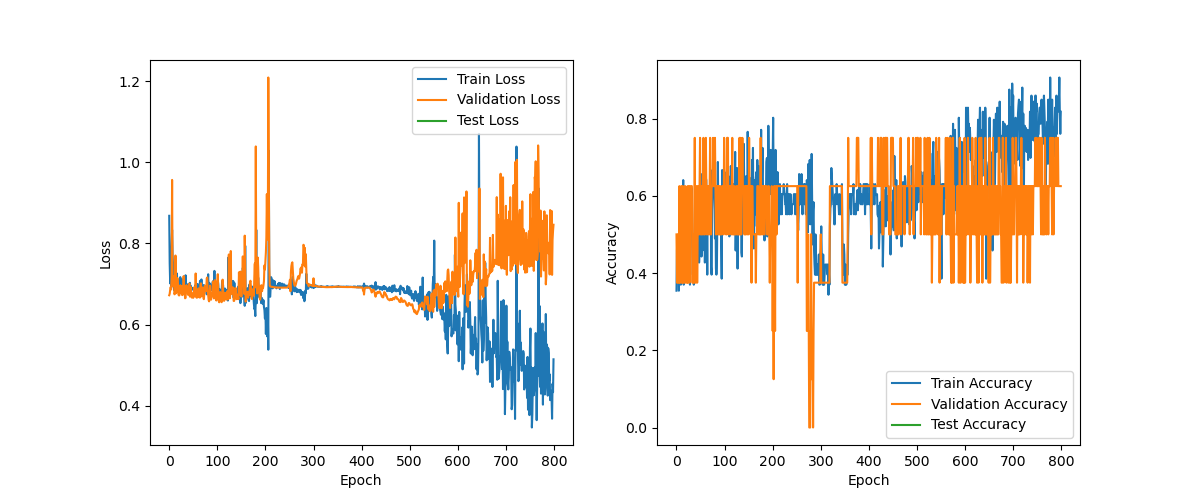 1.2
1.0
0.8
0.6
0.4
Loss
0 100 200 300 400 500 600 700 800
Epoch
Train Loss
Validation Loss
Test Loss
0.8
0.6
0.4
0.2
0.0
Accuracy
0 100 200 300 400 500 600 700 800
Epoch
Train Accuracy
Validation Accuracy
Test Accuracy